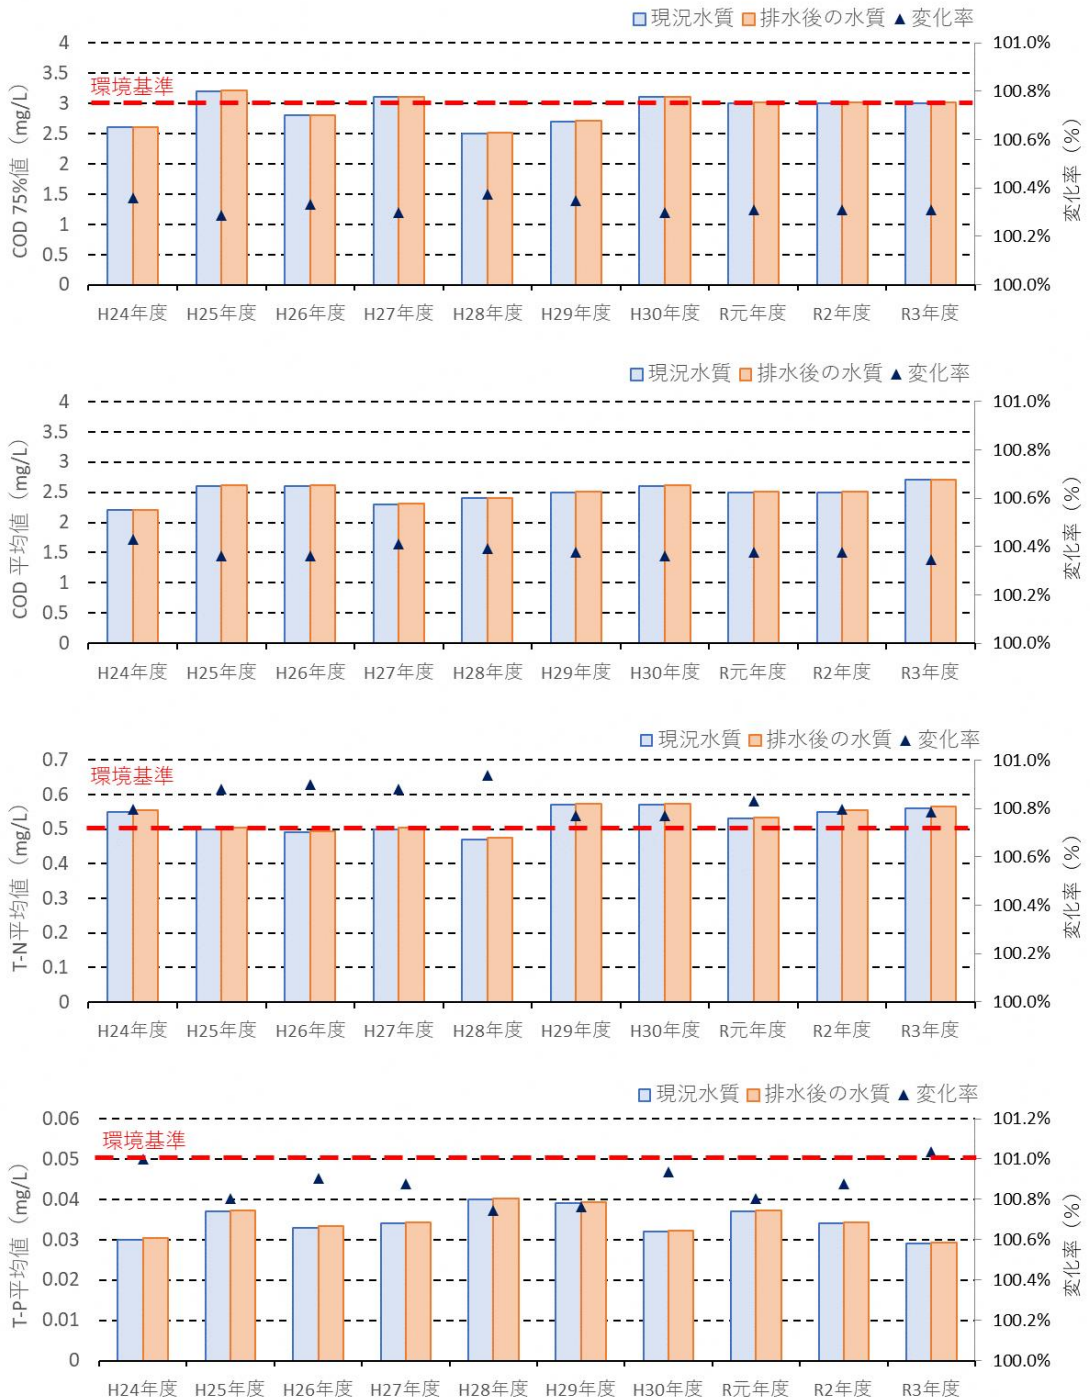 現況水質 排水後の水質 変化率
4 101.0%
3.5
環境基準 100.8%
3
2.5 100.6%
2
1.5 100.4%
1
0.5 100.2%
0 100.0%
COD 75%値（mg/L）
変化率（%）
H24年度 H25年度 H26年度 H27年度 H28年度 H29年度 H30年度 R元年度 R2年度 R3年度
現況水質 排水後の水質 変化率
4 101.0%
3.5 100.8%
3
2.5 100.6%
2
1.5 100.4%
1
0.5 100.2%
0 100.0%
COD 平均値（mg/L）
変化率（%）
H24年度 H25年度 H26年度 H27年度 H28年度 H29年度 H30年度 R元年度 R2年度 R3年度
現況水質 排水後の水質 変化率
0.7 101.0%
環境基準
0.6 100.8%
0.5
0.4 100.6%
0.3 100.4%
0.2 100.2%
0.1
0 100.0%
T-N平均値（mg/L）
変化率（%）
H24年度 H25年度 H26年度 H27年度 H28年度 H29年度 H30年度 R元年度 R2年度 R3年度
現況水質 排水後の水質 変化率
0.06 101.2%
環境基準
0.05 101.0%
0.04 100.8%
0.03 100.6%
0.02 100.4%
0.01 100.2%
0 100.0%
T-P平均値（mg/L）
変化率（%）
H24年度 H25年度 H26年度 H27年度 H28年度 H29年度 H30年度 R元年度 R2年度 R3年度